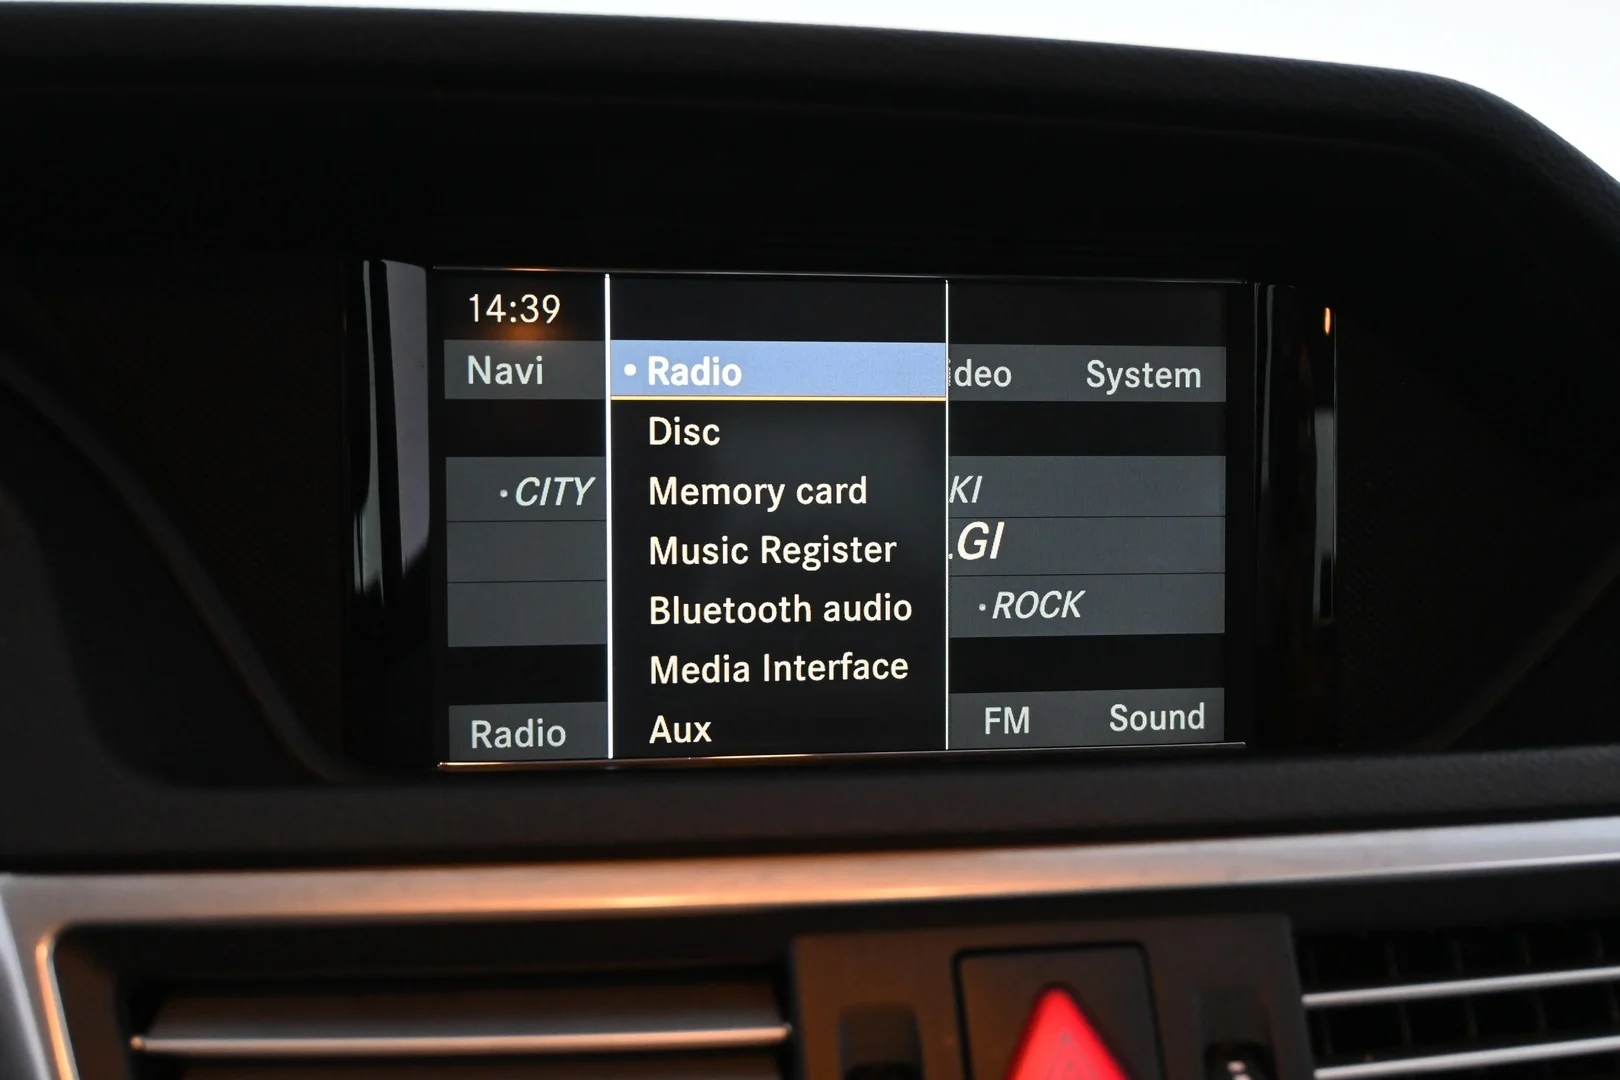 14:39
Navi • Radio deo System
Disc
• CITY Memory card KI
Music Register .GI
Bluetooth audio • ROCK
Media Interface
Radio Aux FM Sound